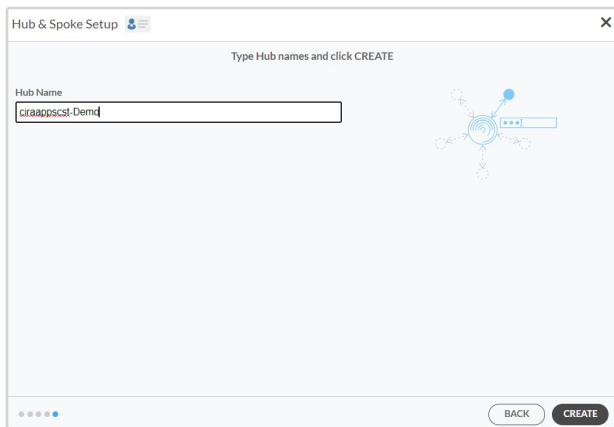 Hub & Spoke Setup
Type Hub names and click CREATE
Hub Name
ciraappscst-Demo
BACK
CREATE